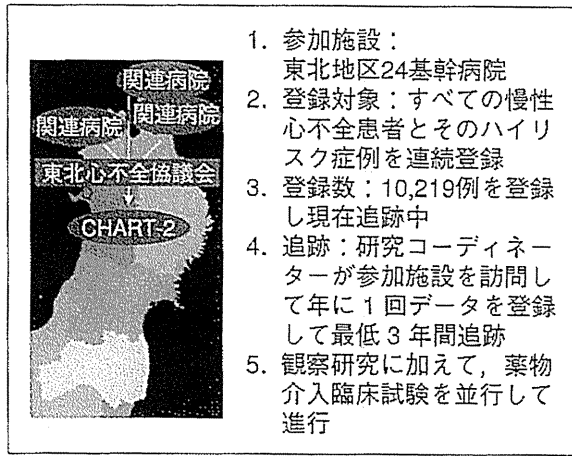 関連病院
関連病院
関連病院
東北心不全協議会
CHART-2
1. 参加施設：
東北地区24基幹病院
2. 登録対象：すべての慢性
心不全患者とそのハイリ
スク症例を連続登録
3. 登録数：10,219例を登録
し現在追跡中
4. 追跡：研究コーディネー
ターが参加施設を訪問し
て年に1回データを登録
して最低3年間追跡
5. 観察研究に加えて，薬物
介入臨床試験を並行して
進行